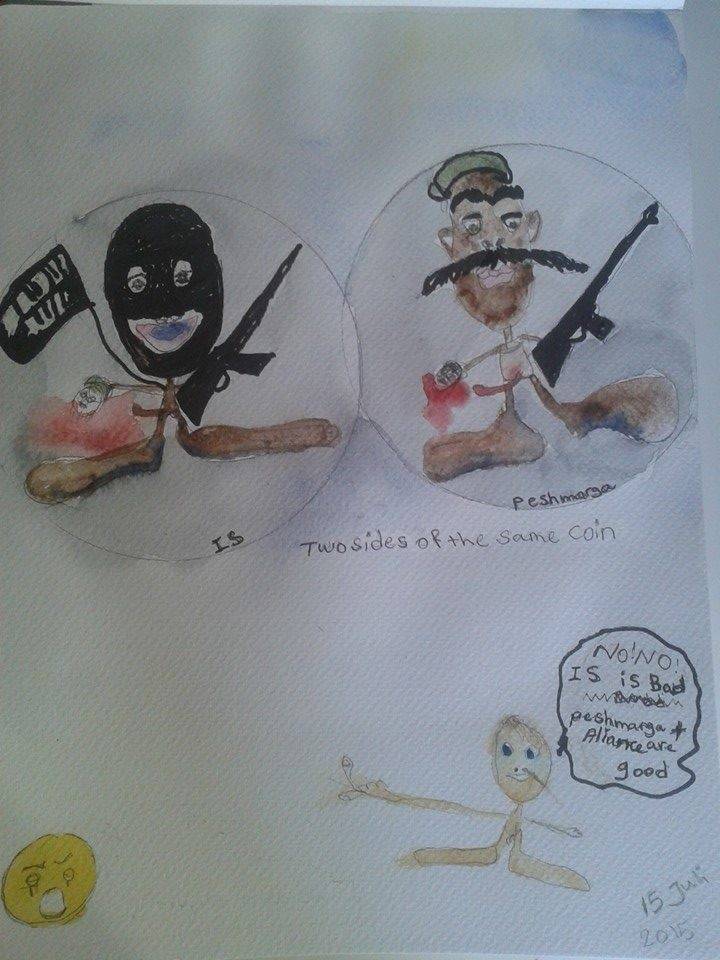 IS
peshmarga
Two sides of the same coin
NO! NO!
IS is Bad
peshmarga +
Aliance are
good
15 Juli
2015